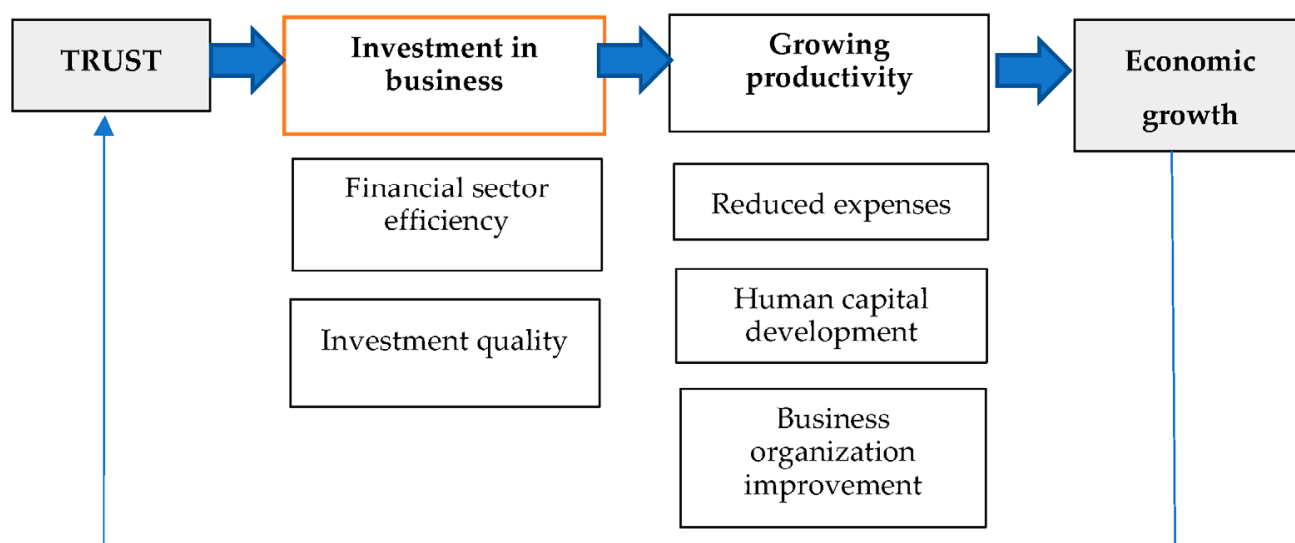 TRUST
Investment in
business
Growing
productivity
Economic
growth
Financial sector
efficiency
Investment quality
Reduced expenses
Human capital
development
Business
organization
improvement